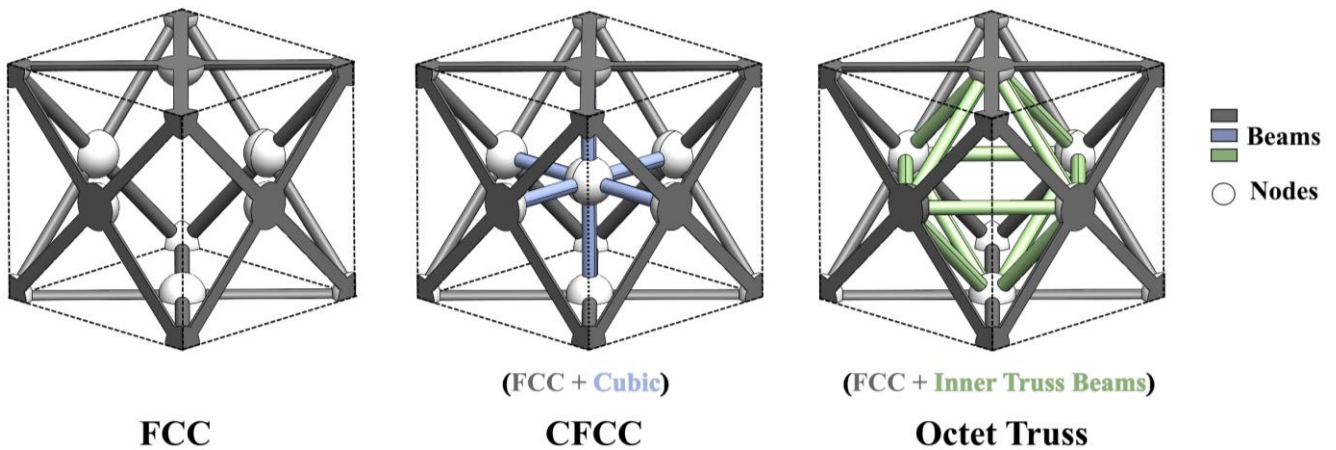 Beams
Nodes
(FCC + Cubic)
(FCC + Inner Truss Beams)
FCC
CFCC
Octet Truss